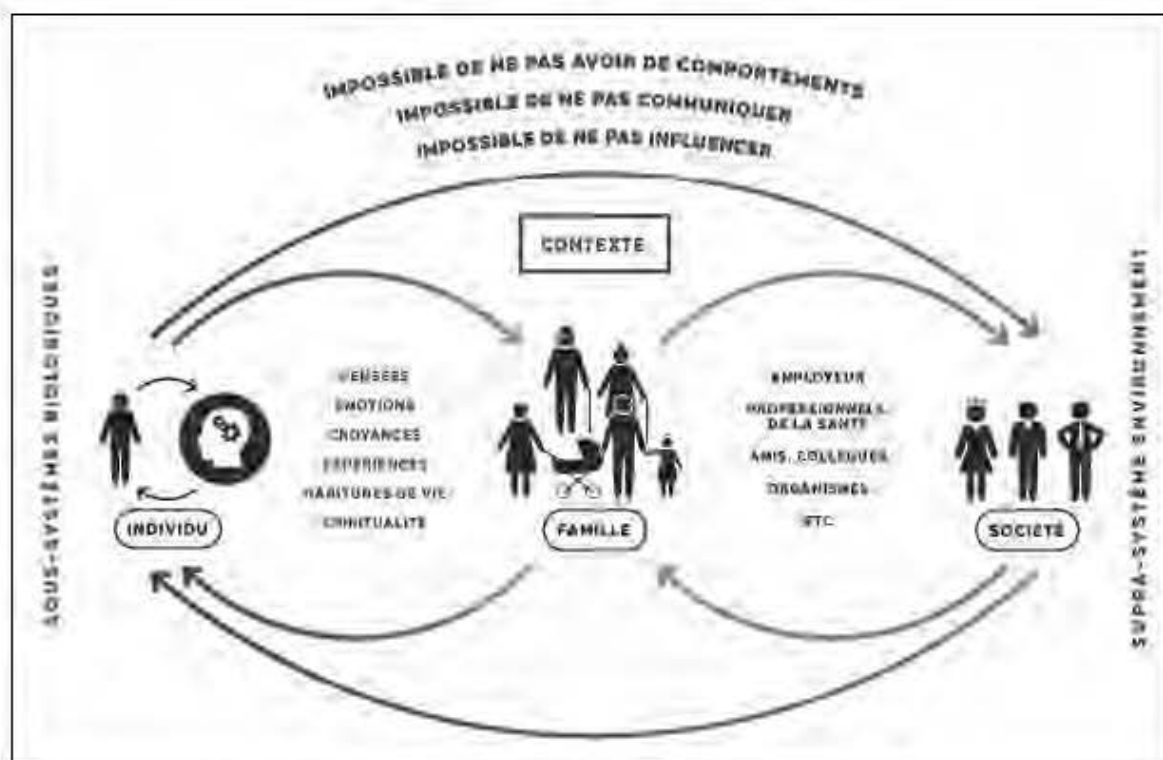 IMPOSSIBLE DE NE PAS AVOIR DE COMPORTEMENTS
IMPOSSIBLE DE NE PAS COMMUNIQUER
IMPOSSIBLE DE NE PAS INFLUENCER
CONTEXTE
SOUS-SYSTÈMES BIOLOGIQUES
PENSÉES
ÉMOTIONS
CROYANCES
EXPÉRIENCES
HABITUDES DE VIE
SPIRITUALITÉ
EMPLOYEUR
PROFESSIONNELS
DE LA SANTÉ
AMIS, COLLÈGUES
ORGANISMES
ETC.
INDIVIDU
FAMILLE
SOCIÉTÉ
SUPRA-SYSTÈME ENVIRONNEMENT